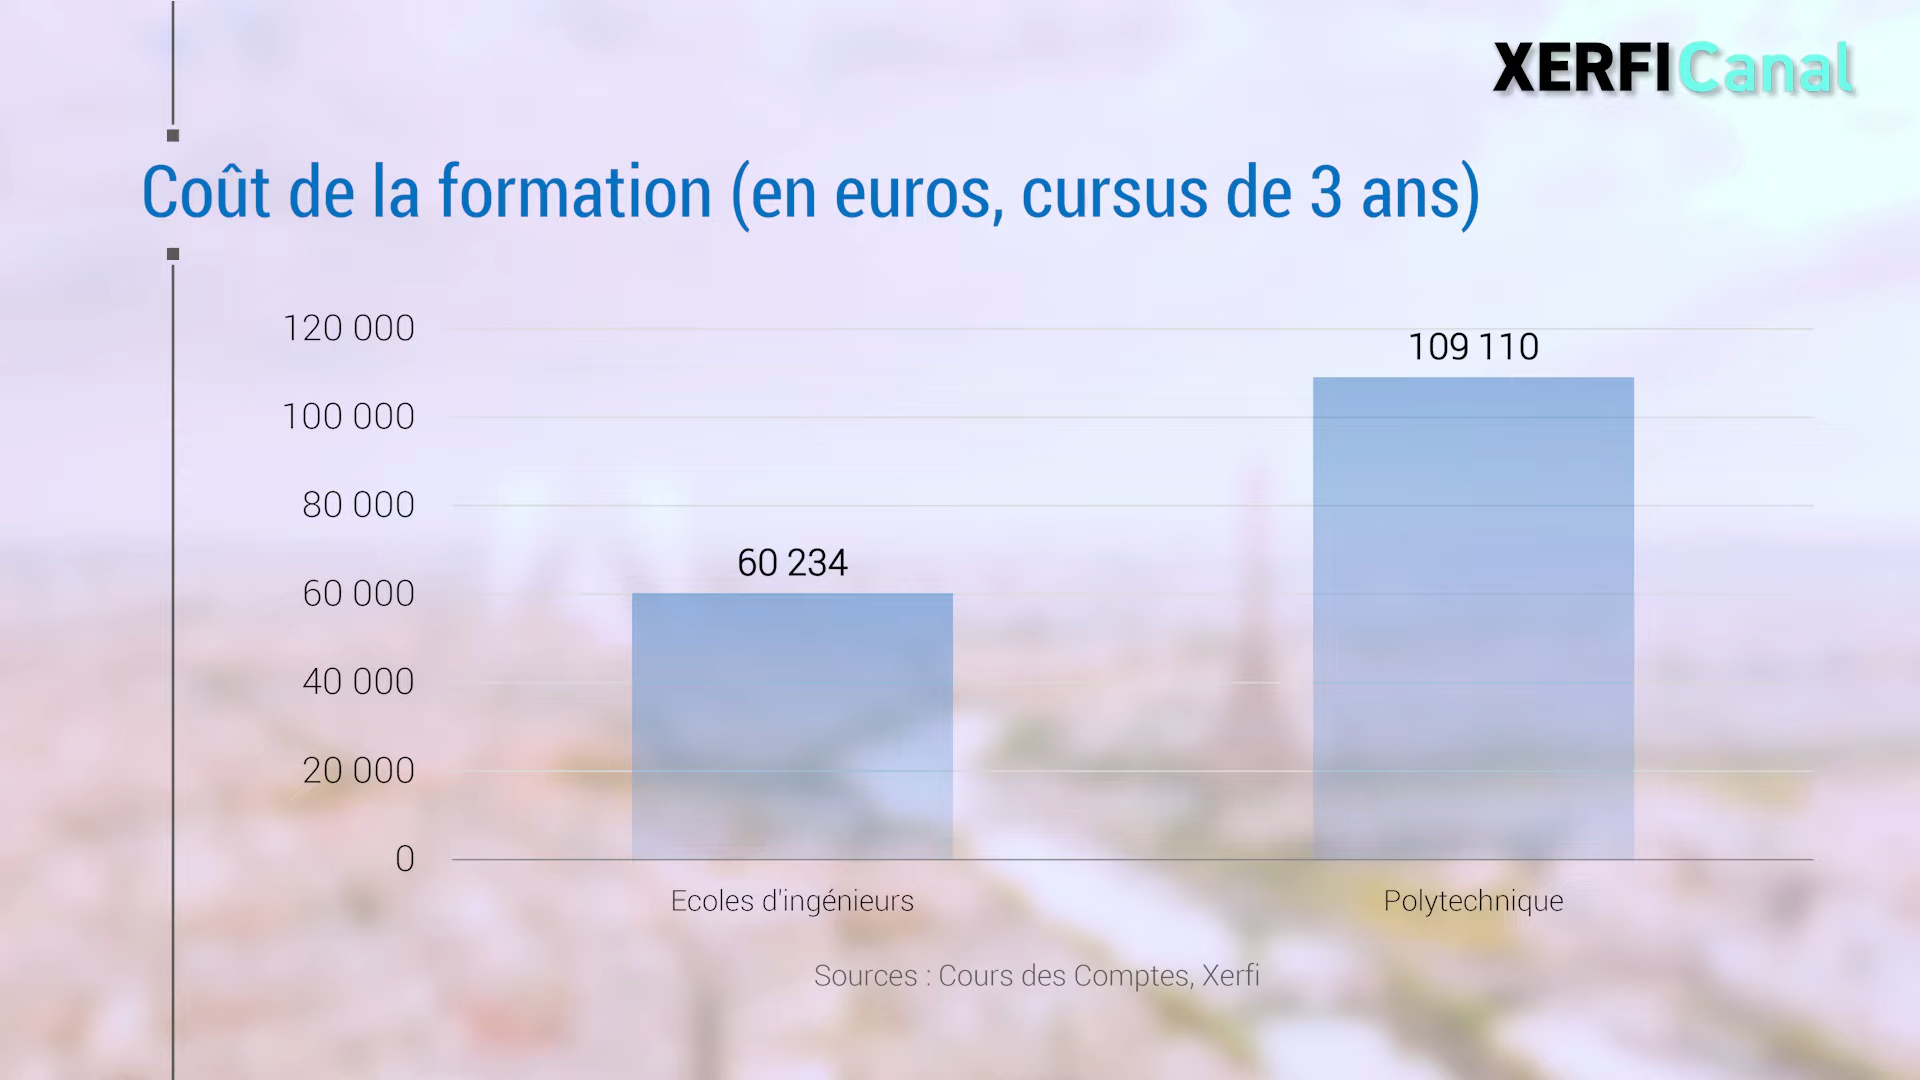 XERFI Canal
Coût de la formation (en euros, cursus de 3 ans)
120 000
109 110
100 000
80 000
60 234
60 000
40 000
20 000
0
Ecoles d'ingénieurs Polytechnique
Sources : Cours des Comptes, Xerfi